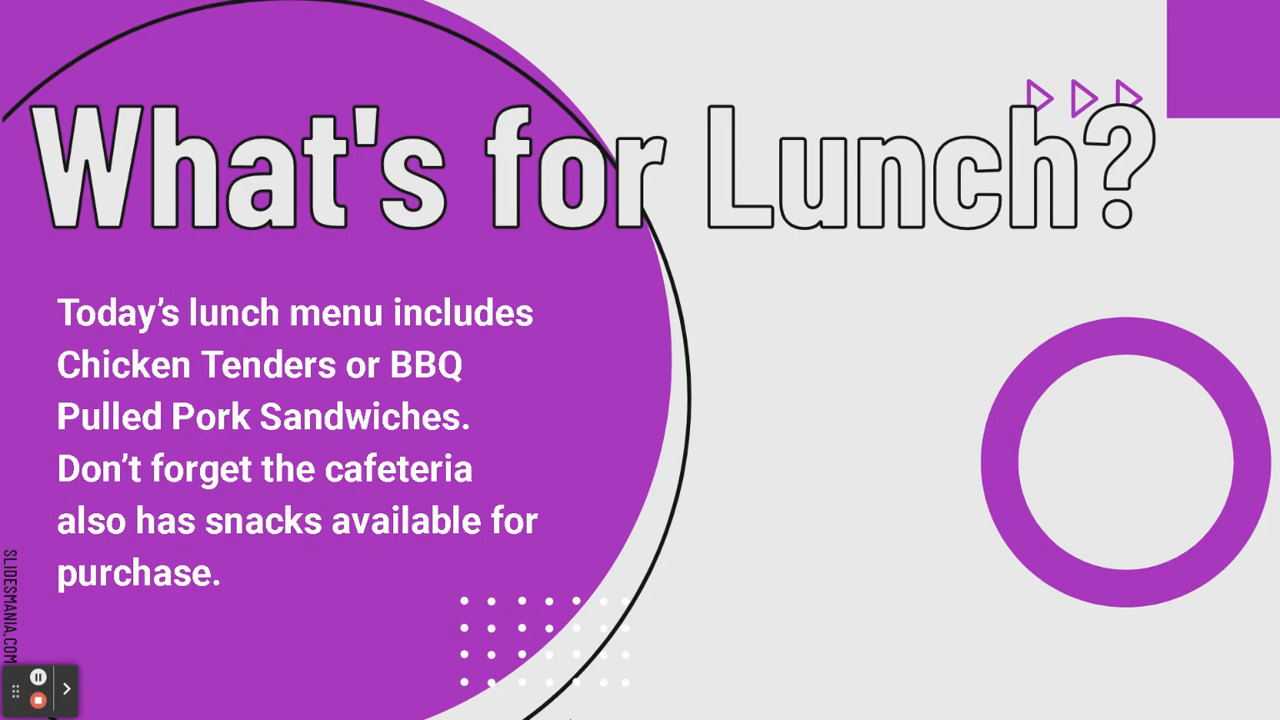 What's for Lunch?
Today’s lunch menu includes
Chicken Tenders or BBQ
Pulled Pork Sandwiches.
Don’t forget the cafeteria
also has snacks available for
purchase.
SLIDESMANIA.COM